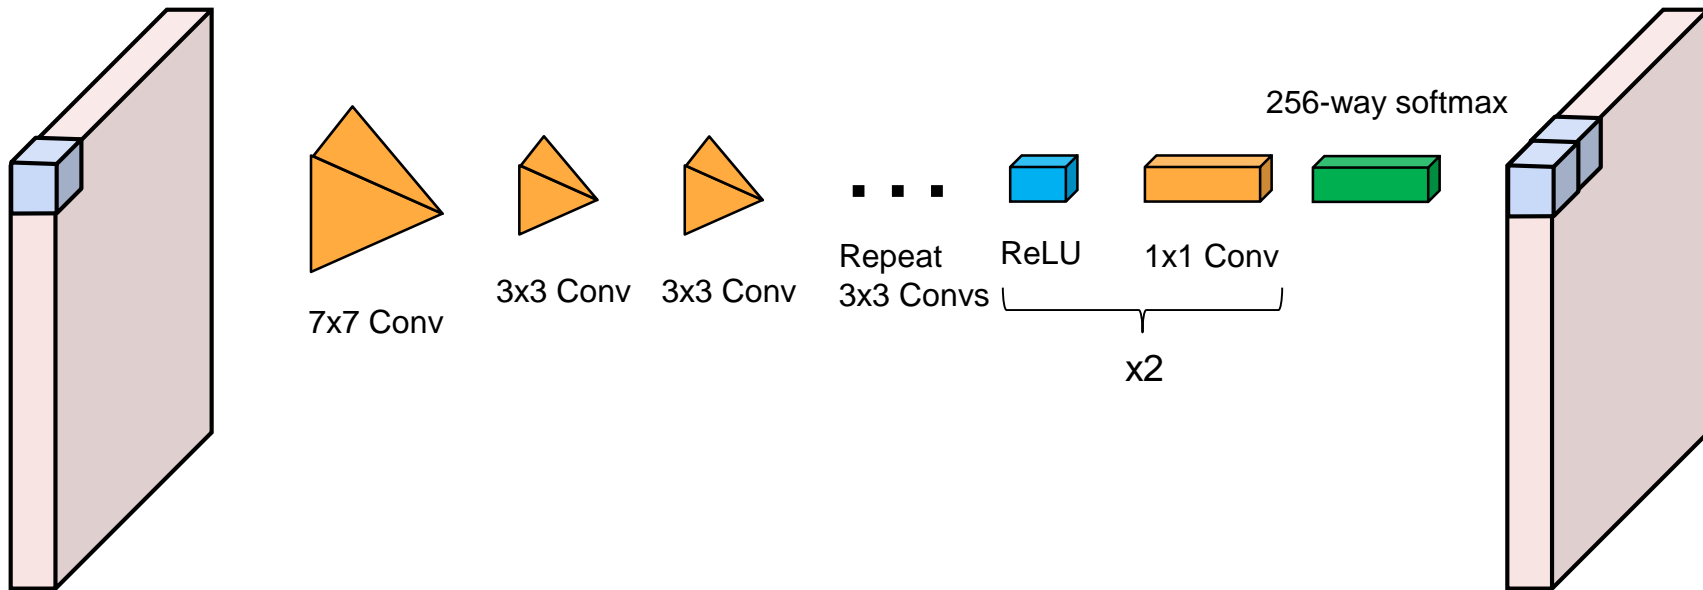 256-way softmax
7x7 Conv
3x3 Conv
3x3 Conv
Repeat
3x3 Convs
ReLU
1x1 Conv
x2